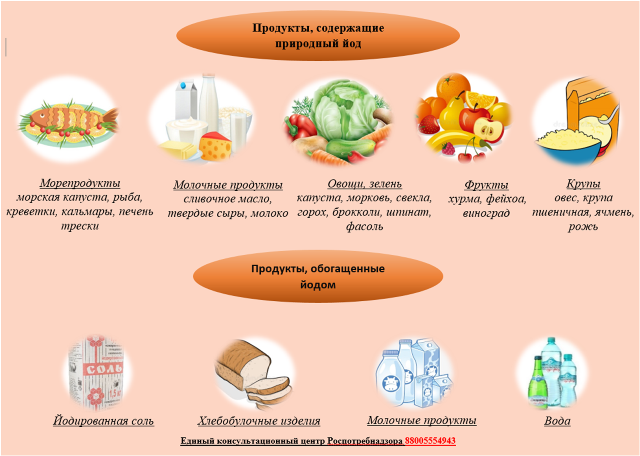 Продукты, содержащие
природный йод
Морепродукты
морская капуста, рыба,
креветки, кальмары, печень
трески
Молочные продукты
сливочное масло,
твердые сыры, молоко
Овощи, зелень
капуста, морковь, свекла,
горох, брокколи, шпинат,
фасоль
Фрукты
хурма, фейхоа,
виноград
Крупы
овес, крупа
пшеничная, ячмень,
рожь
Продукты, обогащенные
йодом
СОЛЬ
Йодированная соль
Хлебобулочные изделия
Молочные продукты
Вода
Единый консультационный центр Роспотребнадзора 88005554943